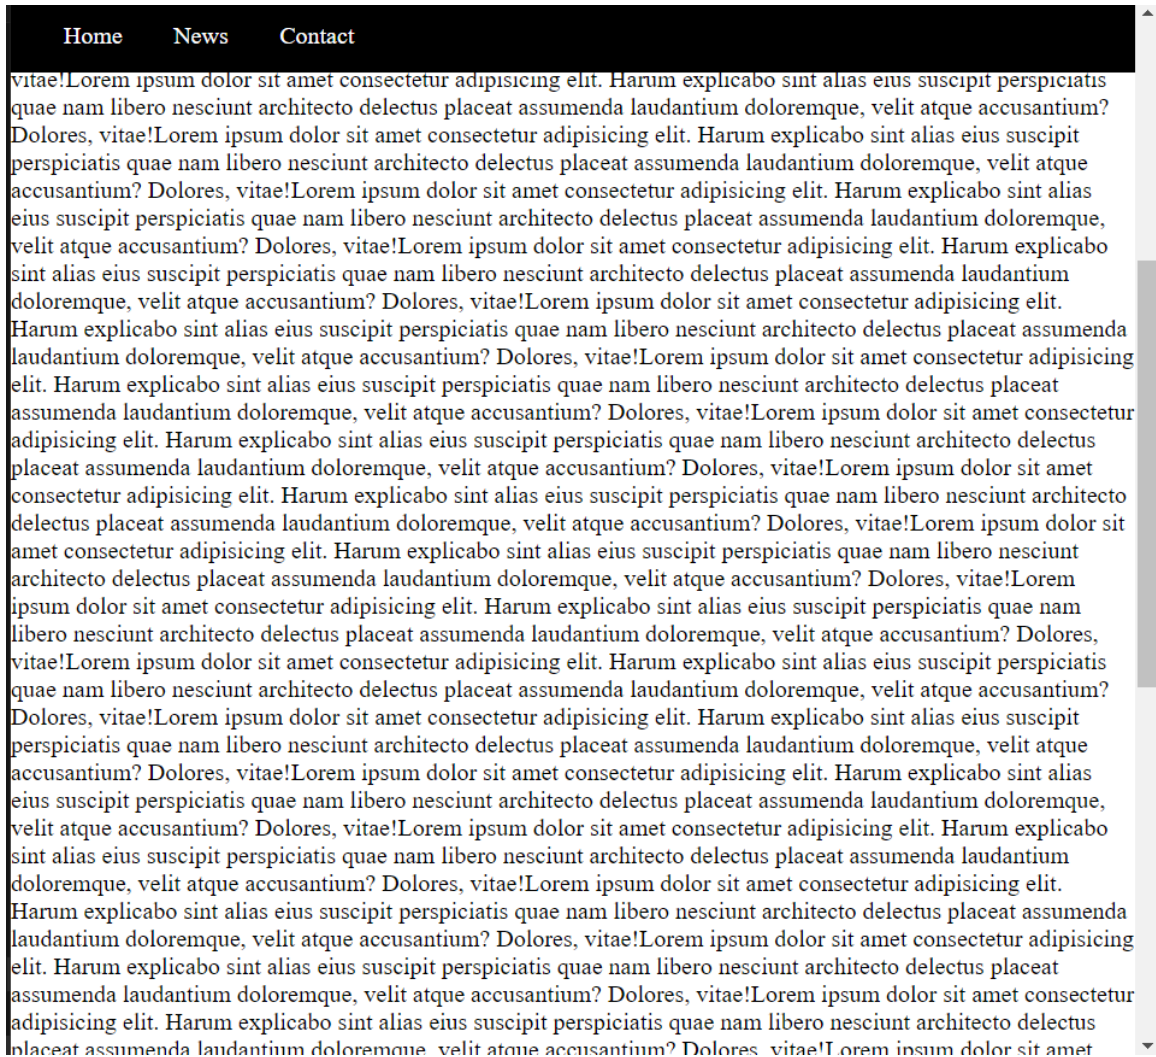 Home News Contact
vitae!Lorem ipsum dolor sit amet consectetur adipisicing elit. Harum explicabo sint alias eius suscipit perspiciatis
quae nam libero nesciunt architecto delectus placeat assumenda laudantium doloremque, velit atque accusantium?
Dolores, vitae!Lorem ipsum dolor sit amet consectetur adipisicing elit. Harum explicabo sint alias eius suscipit
perspiciatis quae nam libero nesciunt architecto delectus placeat assumenda laudantium doloremque, velit atque
accusantium? Dolores, vitae!Lorem ipsum dolor sit amet consectetur adipisicing elit. Harum explicabo sint alias
eius suscipit perspiciatis quae nam libero nesciunt architecto delectus placeat assumenda laudantium doloremque,
velit atque accusantium? Dolores, vitae!Lorem ipsum dolor sit amet consectetur adipisicing elit. Harum explicabo
sint alias eius suscipit perspiciatis quae nam libero nesciunt architecto delectus placeat assumenda laudantium
doloremque, velit atque accusantium? Dolores, vitae!Lorem ipsum dolor sit amet consectetur adipisicing elit.
Harum explicabo sint alias eius suscipit perspiciatis quae nam libero nesciunt architecto delectus placeat assumenda
laudantium doloremque, velit atque accusantium? Dolores, vitae!Lorem ipsum dolor sit amet consectetur adipisicing
elit. Harum explicabo sint alias eius suscipit perspiciatis quae nam libero nesciunt architecto delectus placeat
assumenda laudantium doloremque, velit atque accusantium? Dolores, vitae!Lorem ipsum dolor sit amet consectetur
adipisicing elit. Harum explicabo sint alias eius suscipit perspiciatis quae nam libero nesciunt architecto delectus
placeat assumenda laudantium doloremque, velit atque accusantium? Dolores, vitae!Lorem ipsum dolor sit amet
consectetur adipisicing elit. Harum explicabo sint alias eius suscipit perspiciatis quae nam libero nesciunt architecto
delectus placeat assumenda laudantium doloremque, velit atque accusantium? Dolores, vitae!Lorem ipsum dolor sit
amet consectetur adipisicing elit. Harum explicabo sint alias eius suscipit perspiciatis quae nam libero nesciunt
architecto delectus placeat assumenda laudantium doloremque, velit atque accusantium? Dolores, vitae!Lorem
ipsum dolor sit amet consectetur adipisicing elit. Harum explicabo sint alias eius suscipit perspiciatis quae nam
libero nesciunt architecto delectus placeat assumenda laudantium doloremque, velit atque accusantium? Dolores,
vitae!Lorem ipsum dolor sit amet consectetur adipisicing elit. Harum explicabo sint alias eius suscipit perspiciatis
quae nam libero nesciunt architecto delectus placeat assumenda laudantium doloremque, velit atque accusantium?
Dolores, vitae!Lorem ipsum dolor sit amet consectetur adipisicing elit. Harum explicabo sint alias eius suscipit
perspiciatis quae nam libero nesciunt architecto delectus placeat assumenda laudantium doloremque, velit atque
accusantium? Dolores, vitae!Lorem ipsum dolor sit amet consectetur adipisicing elit. Harum explicabo sint alias
eius suscipit perspiciatis quae nam libero nesciunt architecto delectus placeat assumenda laudantium doloremque,
velit atque accusantium? Dolores, vitae!Lorem ipsum dolor sit amet consectetur adipisicing elit. Harum explicabo
sint alias eius suscipit perspiciatis quae nam libero nesciunt architecto delectus placeat assumenda laudantium
doloremque, velit atque accusantium? Dolores, vitae!Lorem ipsum dolor sit amet consectetur adipisicing elit.
Harum explicabo sint alias eius suscipit perspiciatis quae nam libero nesciunt architecto delectus placeat assumenda
laudantium doloremque, velit atque accusantium? Dolores, vitae!Lorem ipsum dolor sit amet consectetur adipisicing
elit. Harum explicabo sint alias eius suscipit perspiciatis quae nam libero nesciunt architecto delectus placeat
assumenda laudantium doloremque, velit atque accusantium? Dolores, vitae!Lorem ipsum dolor sit amet consectetur
adipisicing elit. Harum explicabo sint alias eius suscipit perspiciatis quae nam libero nesciunt architecto delectus
placeat assumenda laudantium doloremque, velit atque accusantium? Dolores, vitae!Lorem ipsum dolor sit amet